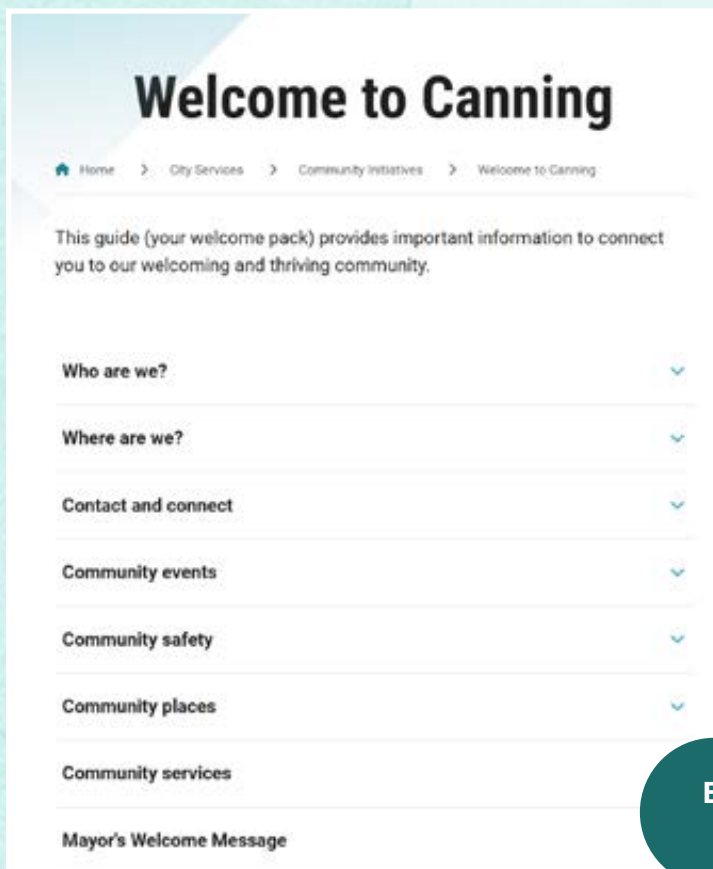 Welcome to Canning
Home > City Services > Community Initiatives > Welcome to Canning
This guide (your welcome pack) provides important information to connect
you to our welcoming and thriving community.
Who are we?
Where are we?
Contact and connect
Community events
Community safety
Community places
Community services
Mayor's Welcome Message